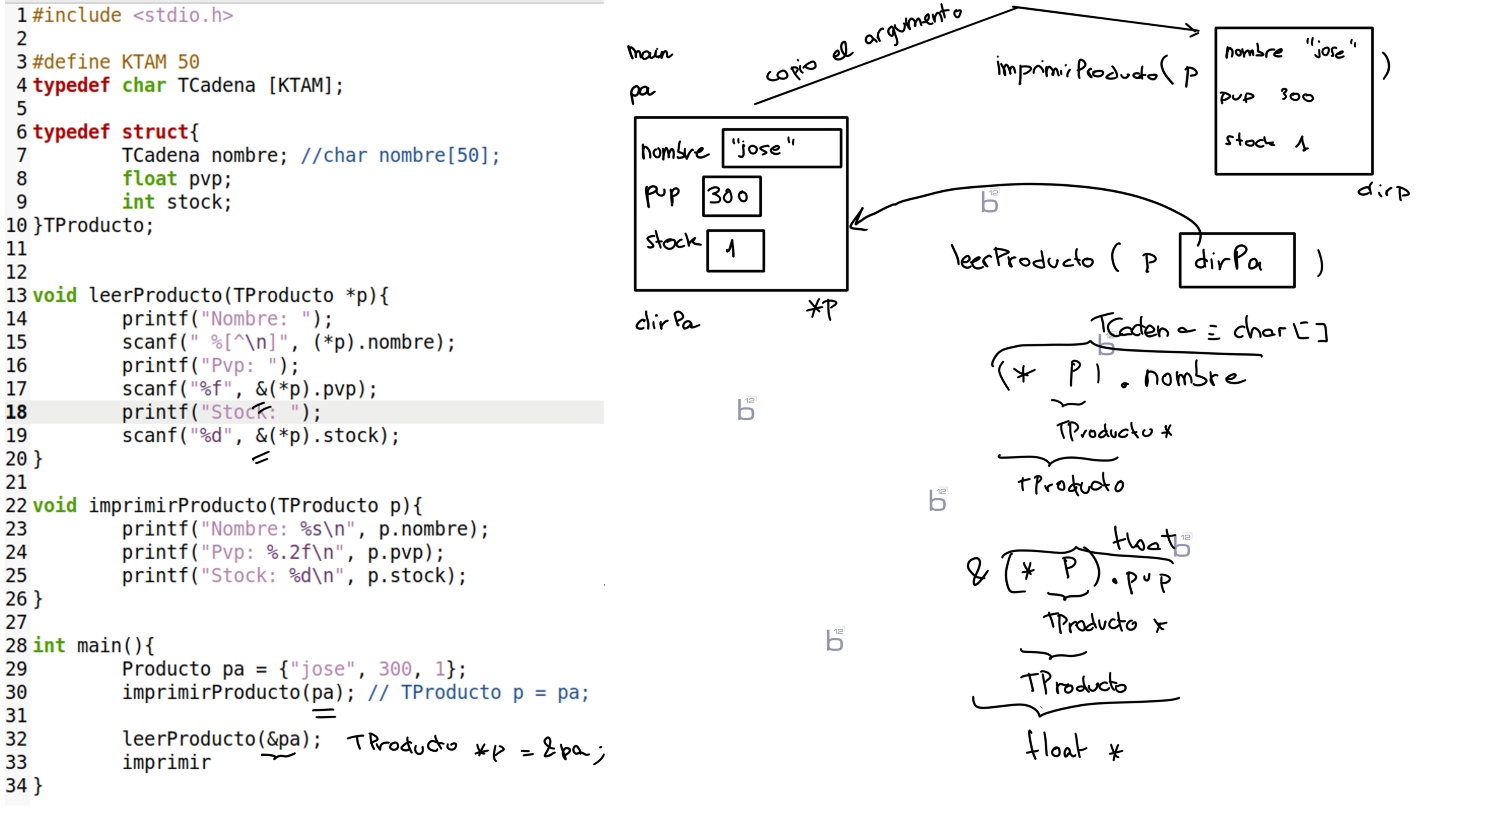 1 #include <stdio.h>
2
3 #define KTAM 50
4 typedef char TCadena [KTAM];
5
6 typedef struct{
7 TCadena nombre; //char nombre[50];
8 float pvp;
9 int stock;
10 }TProducto;
11
12
13 void leerProducto(TProducto *p){
14 printf("Nombre: ");
15 scanf(" %[^\n]", (*p).nombre);
16 printf("Pvp: ");
17 scanf("%f", &(*p).pvp);
18 printf("Stock: ");
19 scanf("%d", &(*p).stock);
20 }
21
22 void imprimirProducto(TProducto p){
23 printf("Nombre: %s\n", p.nombre);
24 printf("Pvp: %.2f\n", p.pvp);
25 printf("Stock: %d\n", p.stock);
26 }
27
28 int main(){
29 Producto pa = {"jose", 300, 1};
30 imprimirProducto(pa); // TProducto p = pa;
31
32 leerProducto(&pa); TProducto *p = &pa;
33 imprimir
34 }
main
pa
nombre "jose"
pvp 300
stock 1
dirPa *p
copio el argumento
imprimirProducto( p
nombre "jose"
pvp 300
stock 1
)
dirp
leerProducto ( p dirPa )
TCadena = char []
(* P) . nombre
TProducto *
TProducto
float
& (* P) . pvp
TProducto *
TProducto
float *
b 12
b 12
b 12
b 12
b 12
b 12